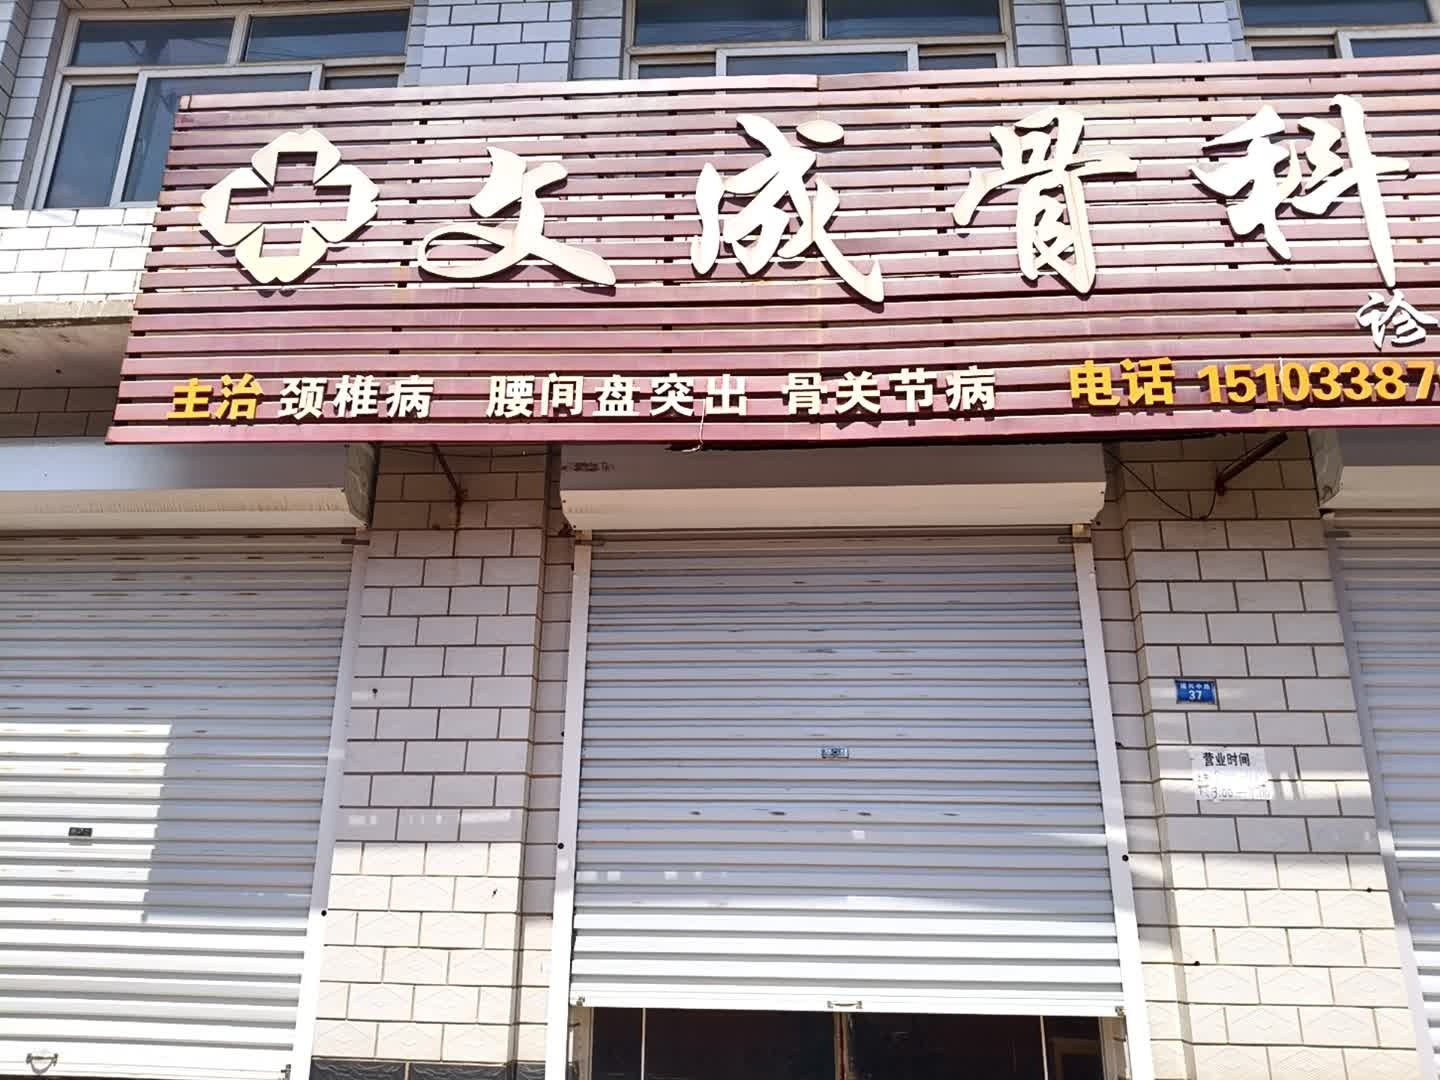 文成骨科
诊
主治 颈椎病 腰间盘突出 骨关节病 电话 151033879
37
营业时间